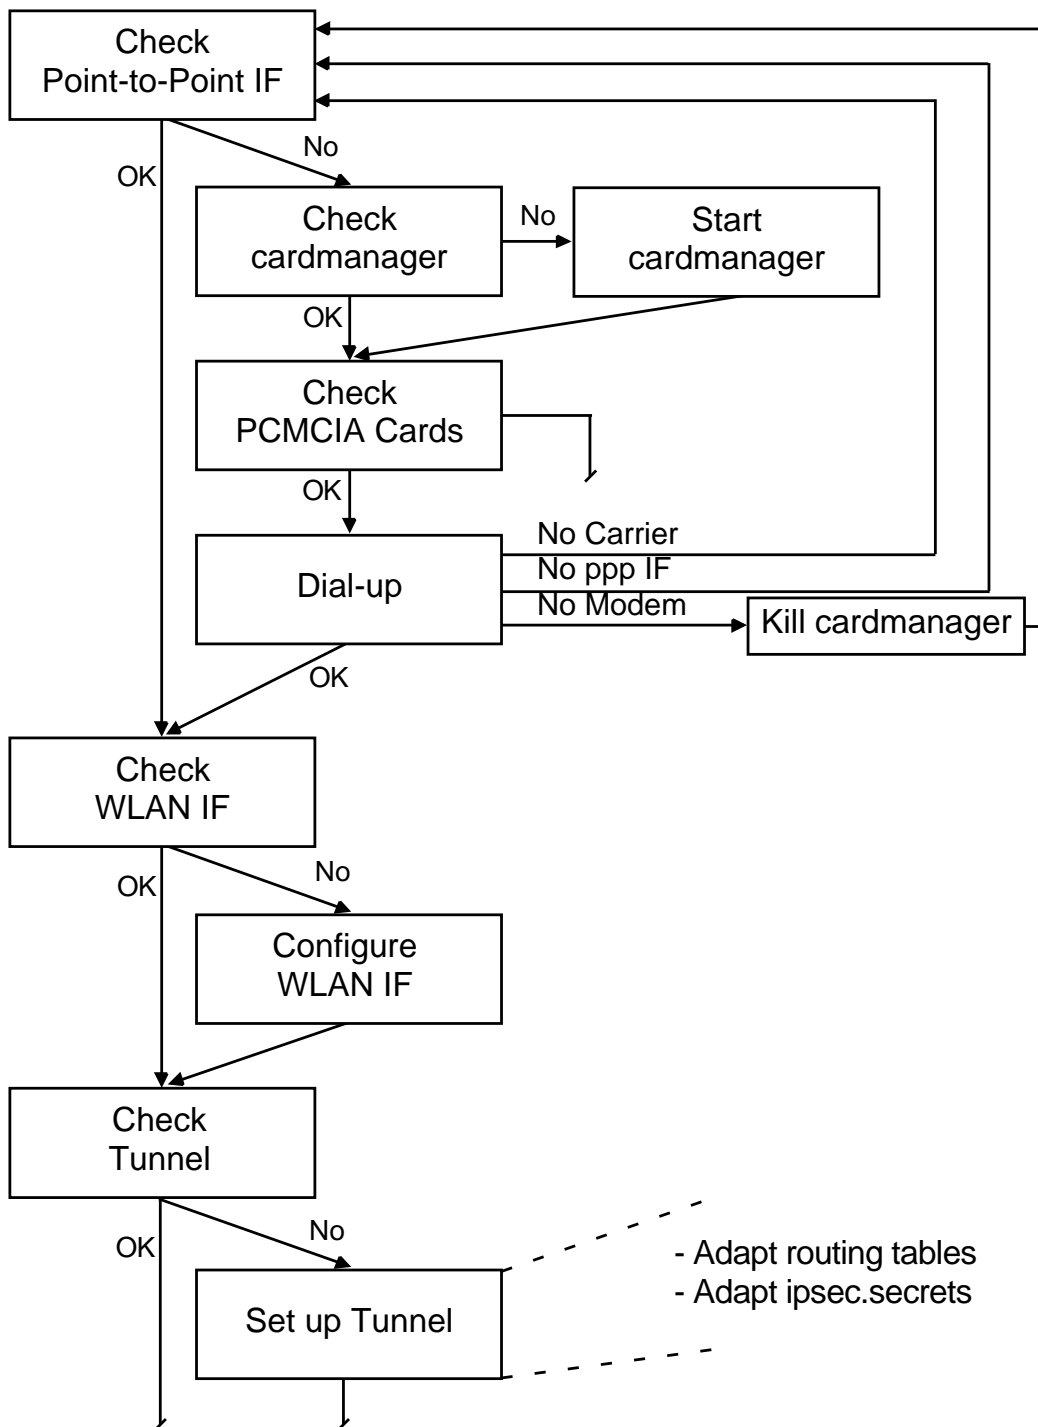 Check
Point-to-Point IF
No
OK
Check
cardmanager
No
Start
cardmanager
OK
Check
PCMCIA Cards
OK
No Carrier
No ppp IF
No Modem
Dial-up
Kill cardmanager
OK
Check
WLAN IF
No
OK
Configure
WLAN IF
Check
Tunnel
No
OK
- Adapt routing tables
- Adapt ipsec.secrets
Set up Tunnel